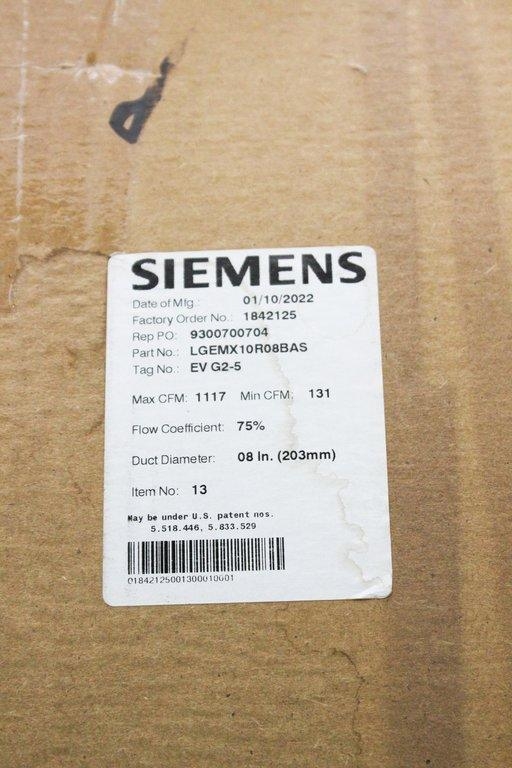 SIEMENS
Date of Mfg.: 01/10/2022
Factory Order No.: 1842125
Rep PO: 9300700704
Part No.: LGEMX10R08BAS
Tag No.: EV G2-5
Max CFM: 1117 Min CFM: 131
Flow Coefficient: 75%
Duct Diameter: 08 In. (203mm)
Item No: 13
May be under U.S. patent nos.
5.518.446, 5.833.529
01842125001300010001